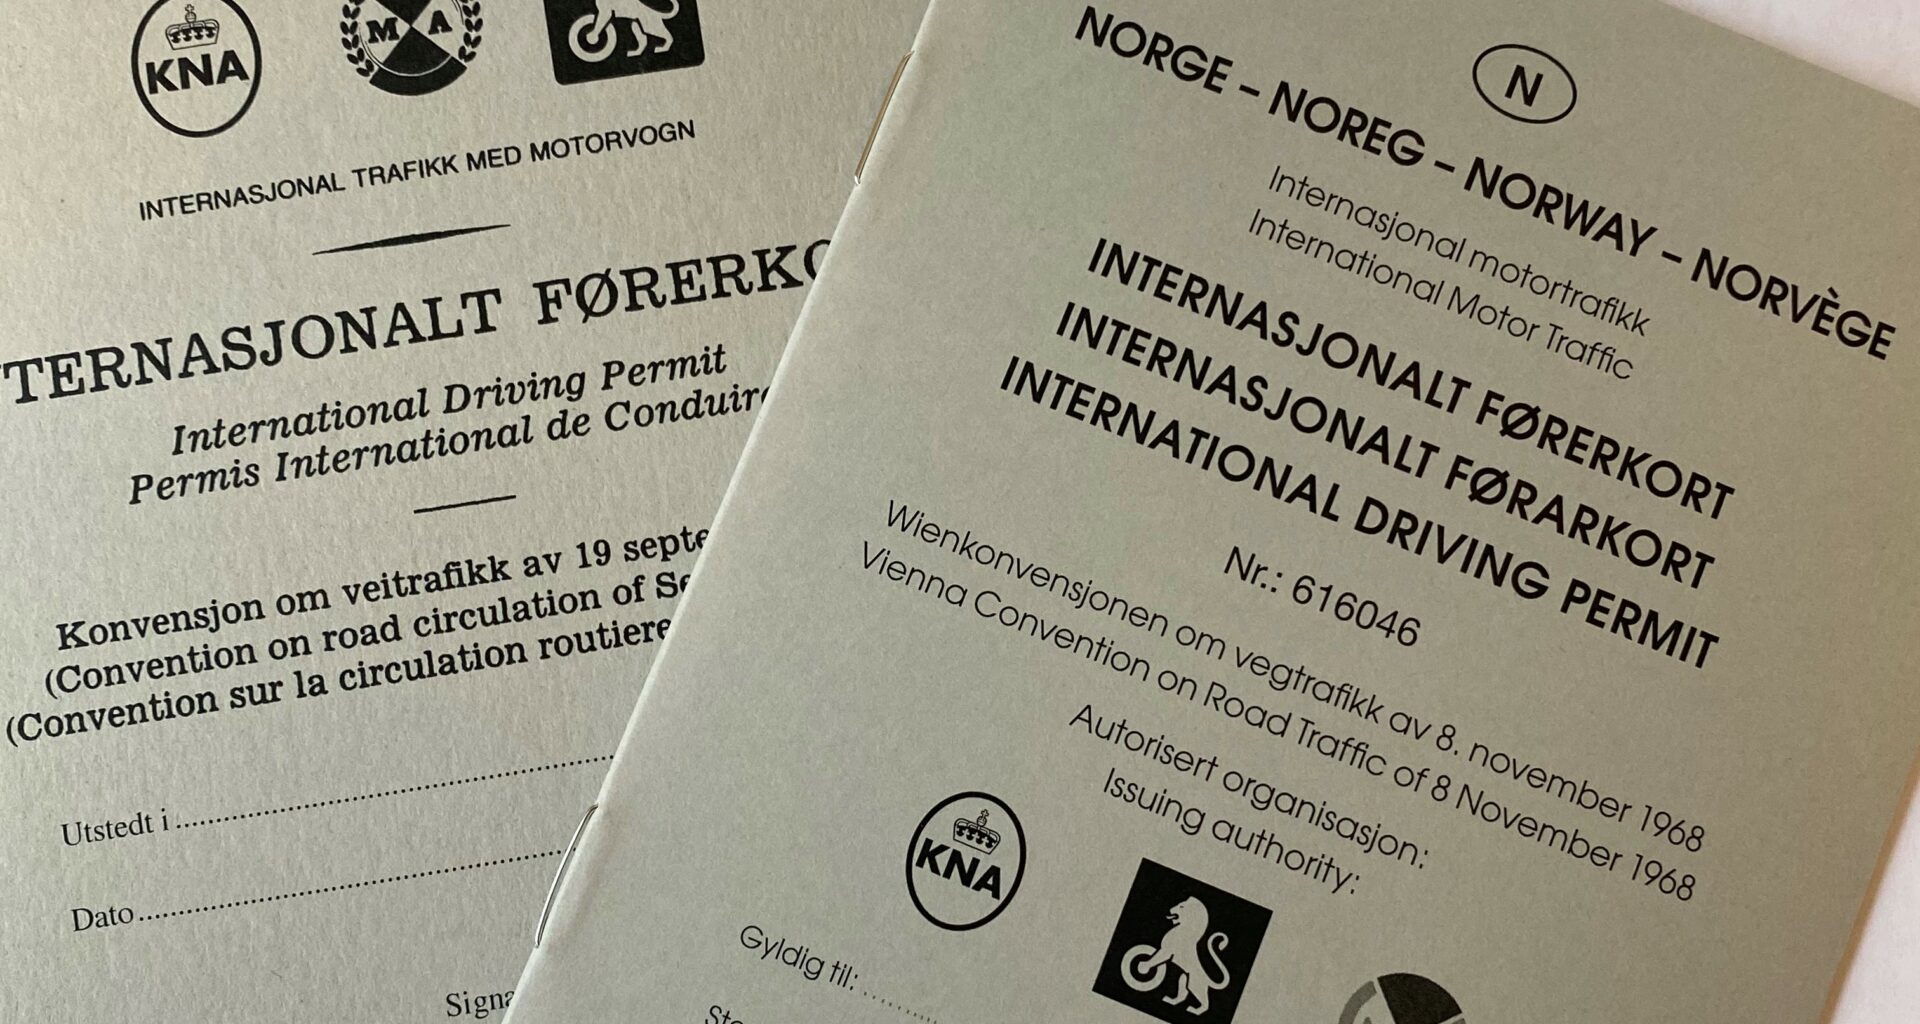 KNA
M A
INTERNASJONAL TRAFIKK MED MOTORVOGN
TERNASJONALT FØRERKO
International Driving Permit
Permis International de Conduire
Konvensjon om veitrafikk av 19 septe
(Convention on road circulation of Se
(Convention sur la circulation routiere
Utstedt i
Dato
Signa
N
NORGE – NOREG – NORWAY – NORVÈGE
Internasjonal motortrafikk
International Motor Traffic
INTERNASJONALT FØRERKORT
INTERNASJONALT FØRARKORT
INTERNATIONAL DRIVING PERMIT
Nr.: 616046
Wienkonvensjonen om vegtrafikk av 8. november 1968
Vienna Convention on Road Traffic of 8 November 1968
Autorisert organisasjon:
Issuing authority:
KNA
Gyldig til: